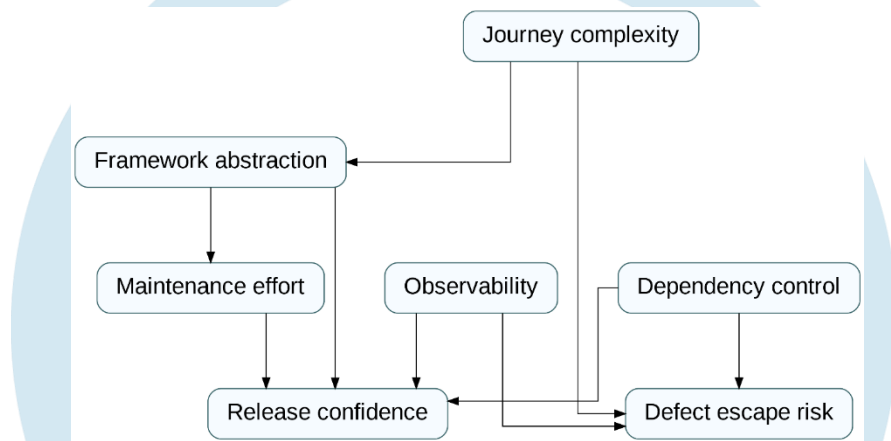 Journey complexity
Framework abstraction
Maintenance effort
Observability
Dependency control
Release confidence
Defect escape risk